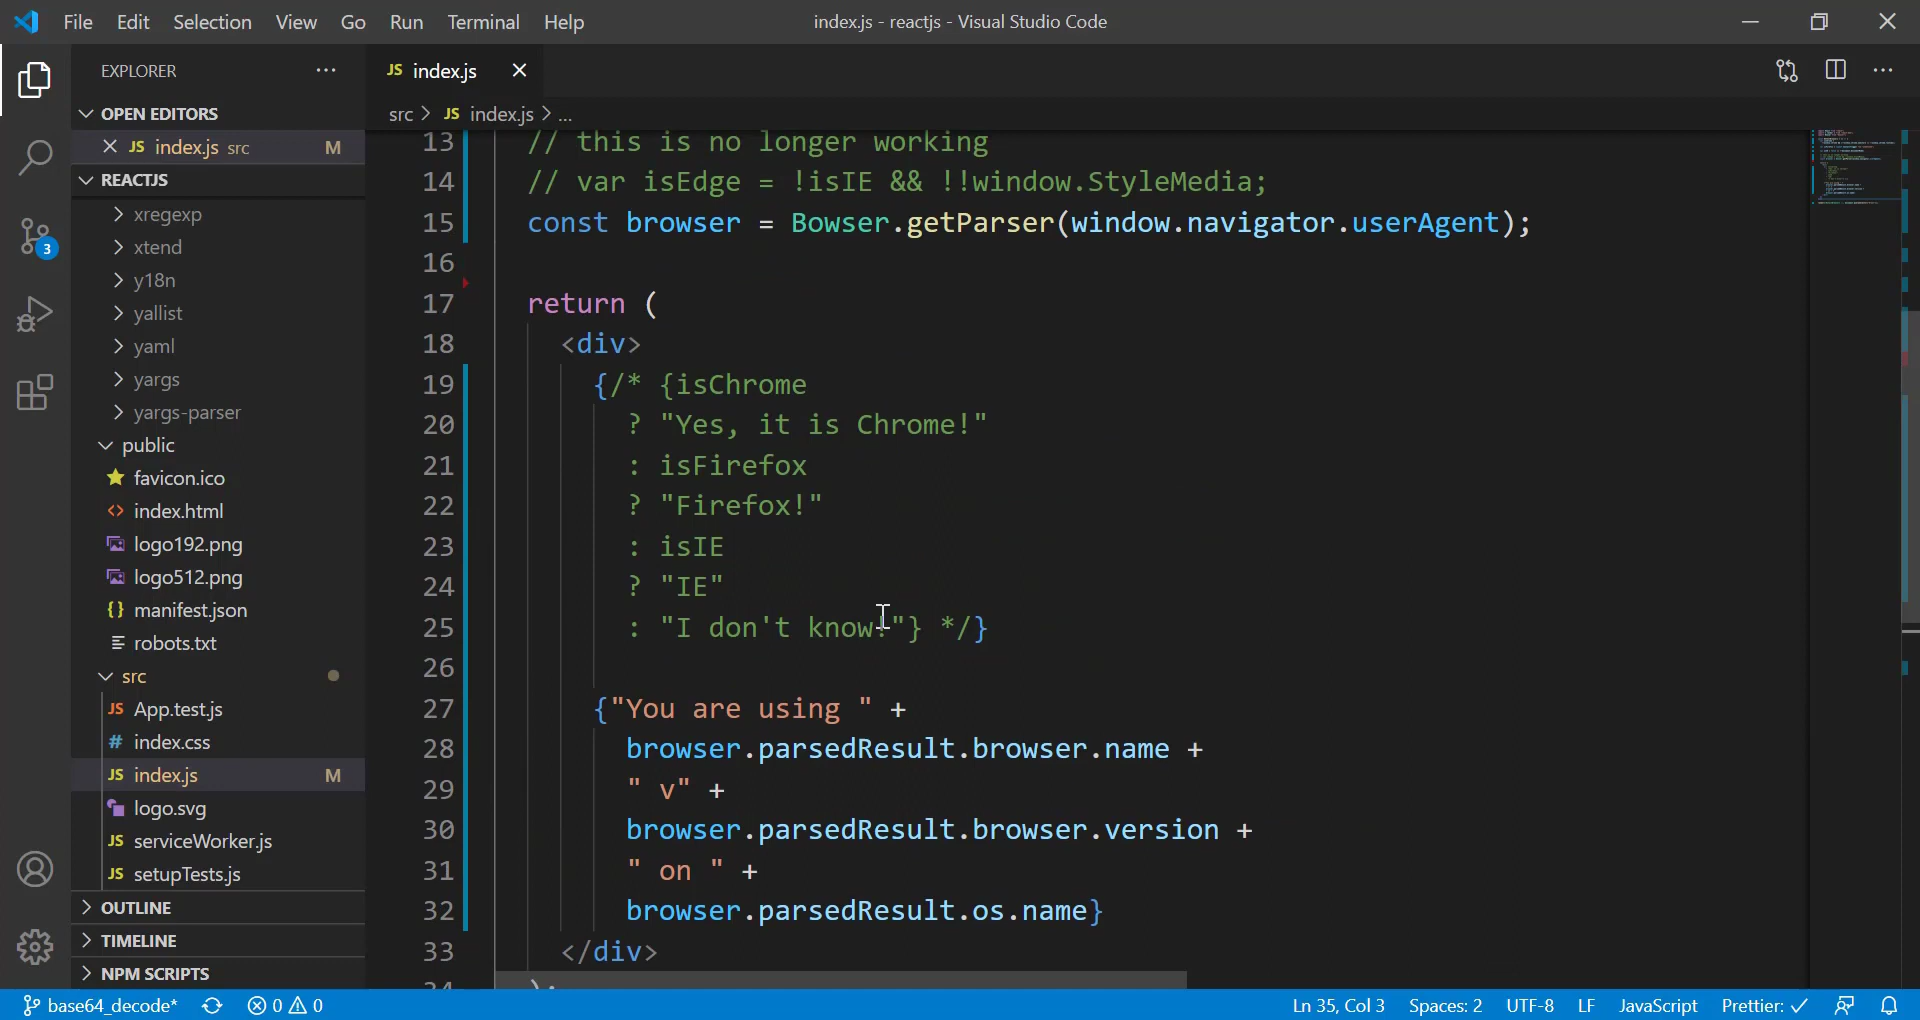 File Edit Selection View Go Run Terminal Help
index.js - reactjs - Visual Studio Code
EXPLORER
OPEN EDITORS
JS index.js src M
REACTJS
xregexp
xtend
y18n
yallist
yaml
yargs
yargs-parser
public
favicon.ico
<> index.html
logo192.png
logo512.png
{} manifest.json
robots.txt
src
JS App.test.js
# index.css
JS index.js M
logo.svg
JS serviceWorker.js
JS setupTests.js
OUTLINE
TIMELINE
NPM SCRIPTS
3
JS index.js
src > JS index.js > ...
13 // this is no longer working
14 // var isEdge = !isIE && !!window.StyleMedia;
15 const browser = Bowser.getParser(window.navigator.userAgent);
16
17 return (
18 <div>
19 {/* {isChrome
20 ? "Yes, it is Chrome!"
21 : isFirefox
22 ? "Firefox!"
23 : isIE
24 ? "IE"
25 : "I don't know!"} */}
26
27 {"You are using " +
28 browser.parsedResult.browser.name +
29 " v" +
30 browser.parsedResult.browser.version +
31 " on " +
32 browser.parsedResult.os.name}
33 </div>
34 );
base64_decode* 0 0
Ln 35, Col 3 Spaces: 2 UTF-8 LF JavaScript Prettier: ✓